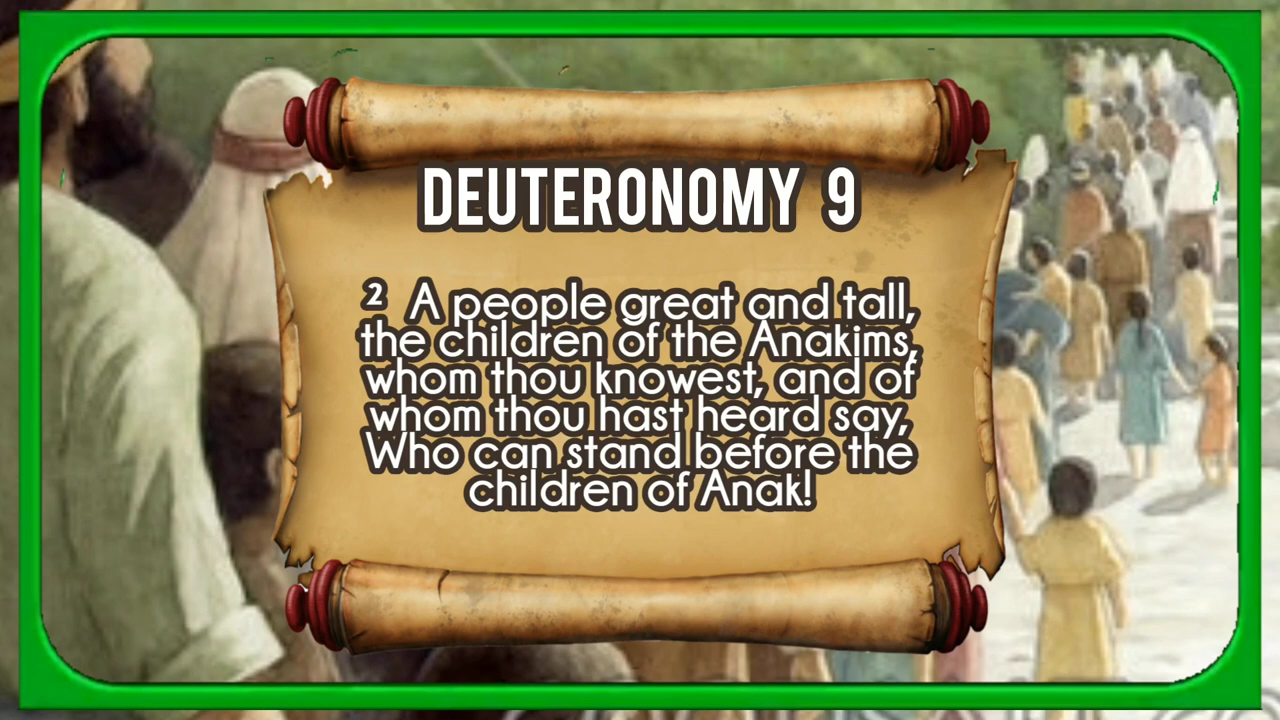 DEUTERONOMY 9
² A people great and tall,
the children of the Anakims,
whom thou knowest, and of
whom thou hast heard say,
Who can stand before the
children of Anak!